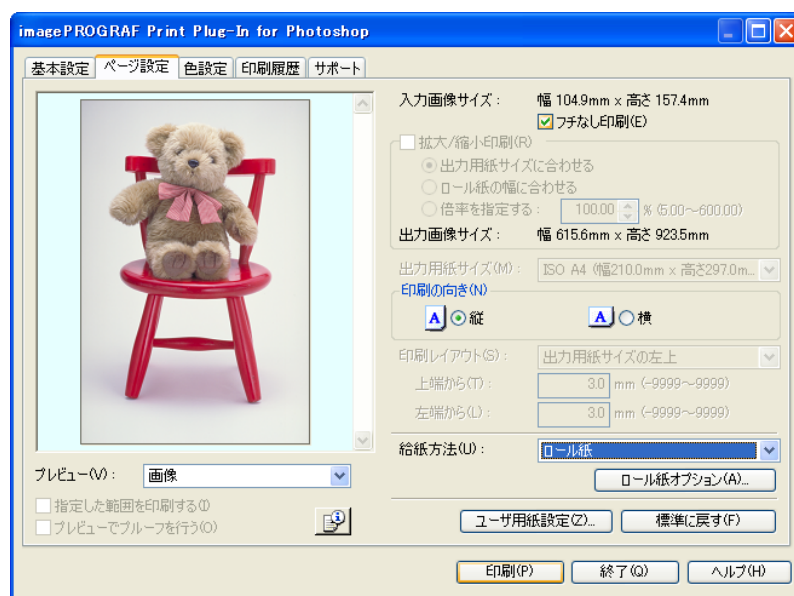 imagePROGRAF Print Plug-In for Photoshop
基本設定 ページ設定 色設定 印刷履歴 サポート
入力画像サイズ： 幅 104.9mm x 高さ 157.4mm
フチなし印刷(E)
拡大/縮小印刷(R)
出力用紙サイズに合わせる
ロール紙の幅に合わせる
倍率を指定する： 100.00 % (5.00～600.00)
出力画像サイズ： 幅 615.6mm x 高さ 923.5mm
出力用紙サイズ(M)： ISO A4 (幅210.0mm x 高さ297.0m...
印刷の向き(N)
A 縦 A 横
印刷レイアウト(S)： 出力用紙サイズの左上
上端から(T)： 3.0 mm (-9999～9999)
左端から(L)： 3.0 mm (-9999～9999)
給紙方法(U)： ロール紙
プレビュー(V)： 画像
ロール紙オプション(A)...
指定した範囲を印刷する(I)
プレビューでプルーフを行う(O)
ユーザ用紙設定(Z)... 標準に戻す(F)
印刷(P) 終了(Q) ヘルプ(H)